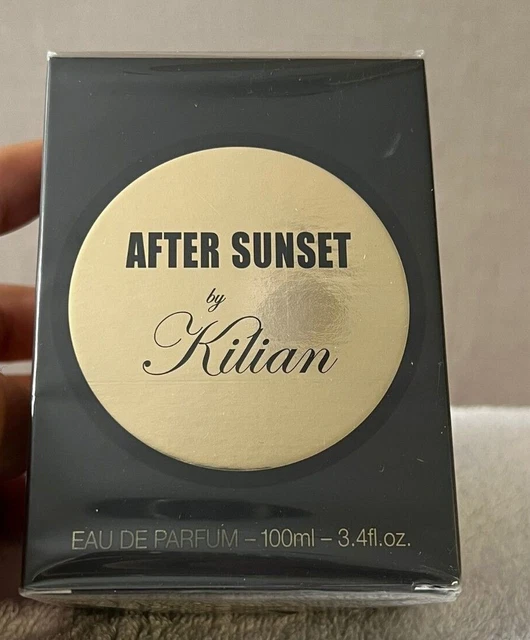 AFTER SUNSET
by
Kilian
EAU DE PARFUM – 100ml – 3.4fl.oz.